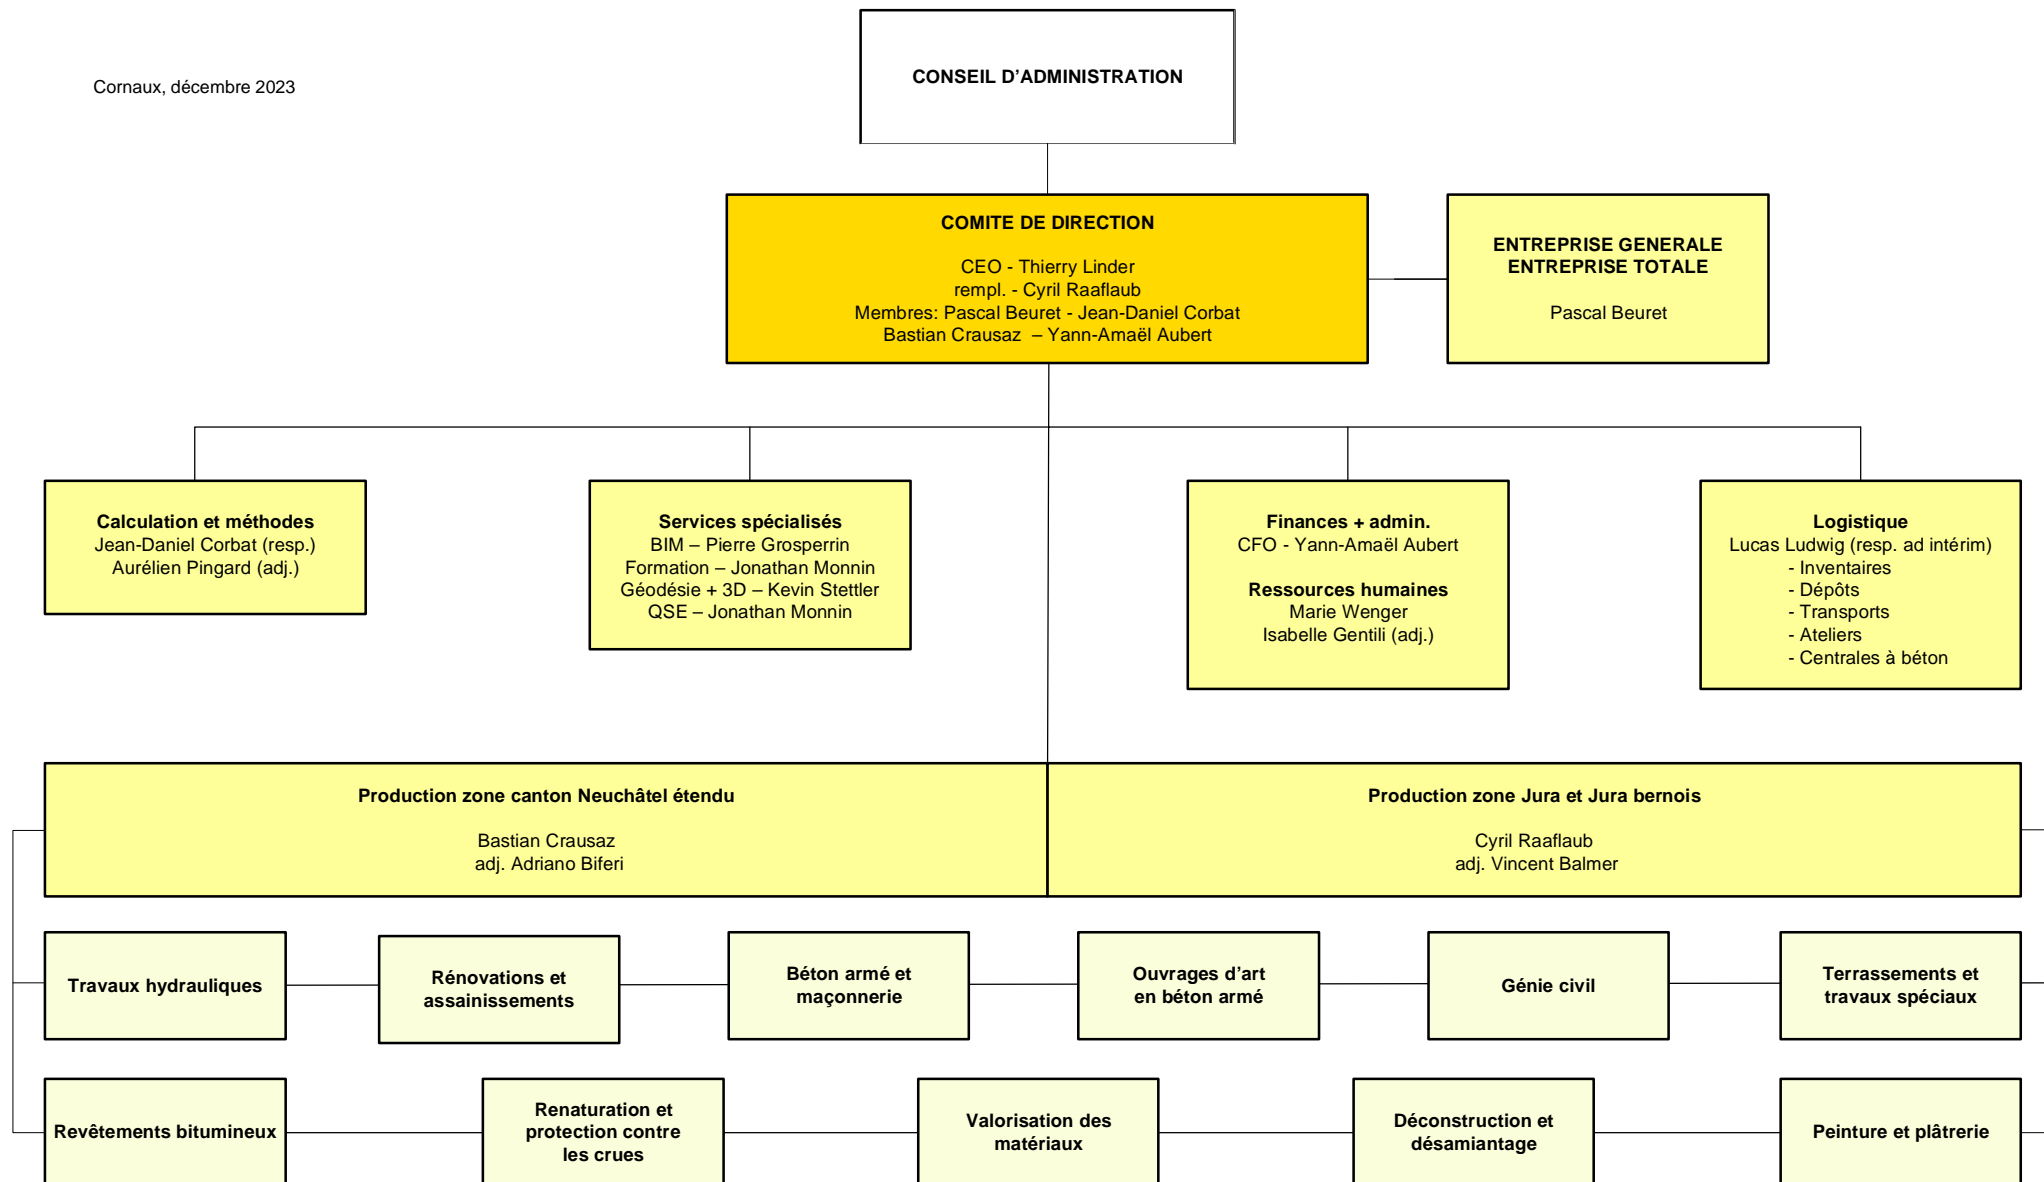 Cornaux, décembre 2023
CONSEIL D'ADMINISTRATION
COMITE DE DIRECTION
CEO - Thierry Linder
rempl. - Cyril Raaflaub
Membres: Pascal Beuret - Jean-Daniel Corbat
Bastian Crausaz – Yann-Amaël Aubert
ENTREPRISE GENERALE
ENTREPRISE TOTALE
Pascal Beuret
Calculation et méthodes
Jean-Daniel Corbat (resp.)
Aurélien Pingard (adj.)
Services spécialisés
BIM – Pierre Grosperrin
Formation – Jonathan Monnin
Géodésie + 3D – Kevin Stettler
QSE – Jonathan Monnin
Finances + admin.
CFO - Yann-Amaël Aubert
Ressources humaines
Marie Wenger
Isabelle Gentili (adj.)
Logistique
Lucas Ludwig (resp. ad intérim)
- Inventaires
- Dépôts
- Transports
- Ateliers
- Centrales à béton
Production zone canton Neuchâtel étendu
Bastian Crausaz
adj. Adriano Biferi
Production zone Jura et Jura bernois
Cyril Raaflaub
adj. Vincent Balmer
Travaux hydrauliques
Rénovations et
assainissements
Béton armé et
maçonnerie
Ouvrages d'art
en béton armé
Génie civil
Terrassements et
travaux spéciaux
Revêtements bitumineux
Renaturation et
protection contre
les crues
Valorisation des
matériaux
Déconstruction et
désamiantage
Peinture et plâtrerie